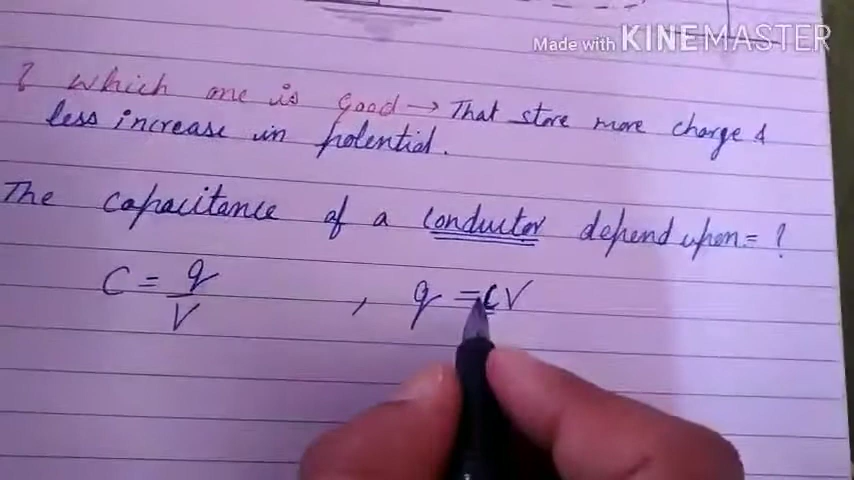 Made with KINEMASTER
? Which one is Good → That store more charge &
less increase in potential.
The capacitance of a conductor depend upon = ?
C = q/V , q = CV